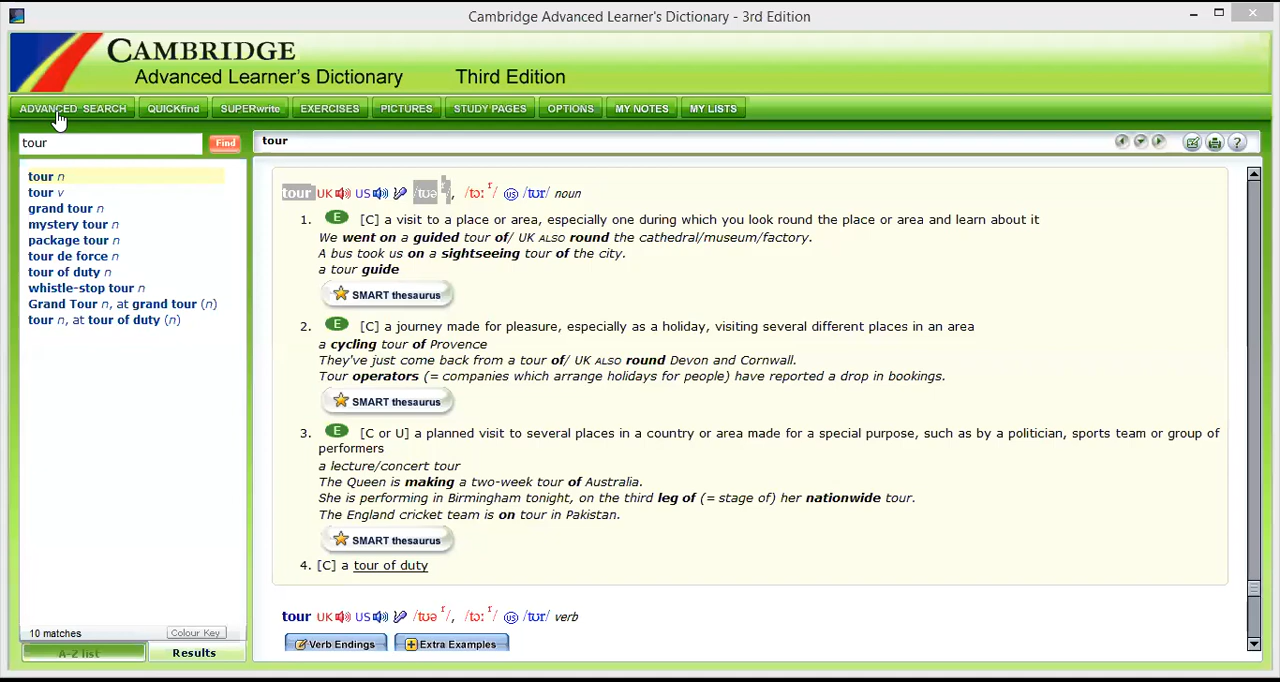 Cambridge Advanced Learner's Dictionary - 3rd Edition
CAMBRIDGE
Advanced Learner's Dictionary Third Edition
ADVANCED SEARCH QUICKfind SUPERwrite EXERCISES PICTURES STUDY PAGES OPTIONS MY NOTES MY LISTS
tour Find
tour n
tour v
grand tour n
mystery tour n
package tour n
tour de force n
tour of duty n
whistle-stop tour n
Grand Tour n, at grand tour (n)
tour n, at tour of duty (n)
10 matches Colour Key
A-Z list Results
tour ?
tour UK US /tʊəʳ/, /tɔːʳ/ US /tʊr/ noun
1. E [C] a visit to a place or area, especially one during which you look round the place or area and learn about it
We went on a guided tour of/ UK ALSO round the cathedral/museum/factory.
A bus took us on a sightseeing tour of the city.
a tour guide
SMART thesaurus
2. E [C] a journey made for pleasure, especially as a holiday, visiting several different places in an area
a cycling tour of Provence
They've just come back from a tour of/ UK ALSO round Devon and Cornwall.
Tour operators (= companies which arrange holidays for people) have reported a drop in bookings.
SMART thesaurus
3. E [C or U] a planned visit to several places in a country or area made for a special purpose, such as by a politician, sports team or group of
performers
a lecture/concert tour
The Queen is making a two-week tour of Australia.
She is performing in Birmingham tonight, on the third leg of (= stage of) her nationwide tour.
The England cricket team is on tour in Pakistan.
SMART thesaurus
4. [C] a tour of duty
tour UK US /tʊəʳ/, /tɔːʳ/ US /tʊr/ verb
Verb Endings Extra Examples